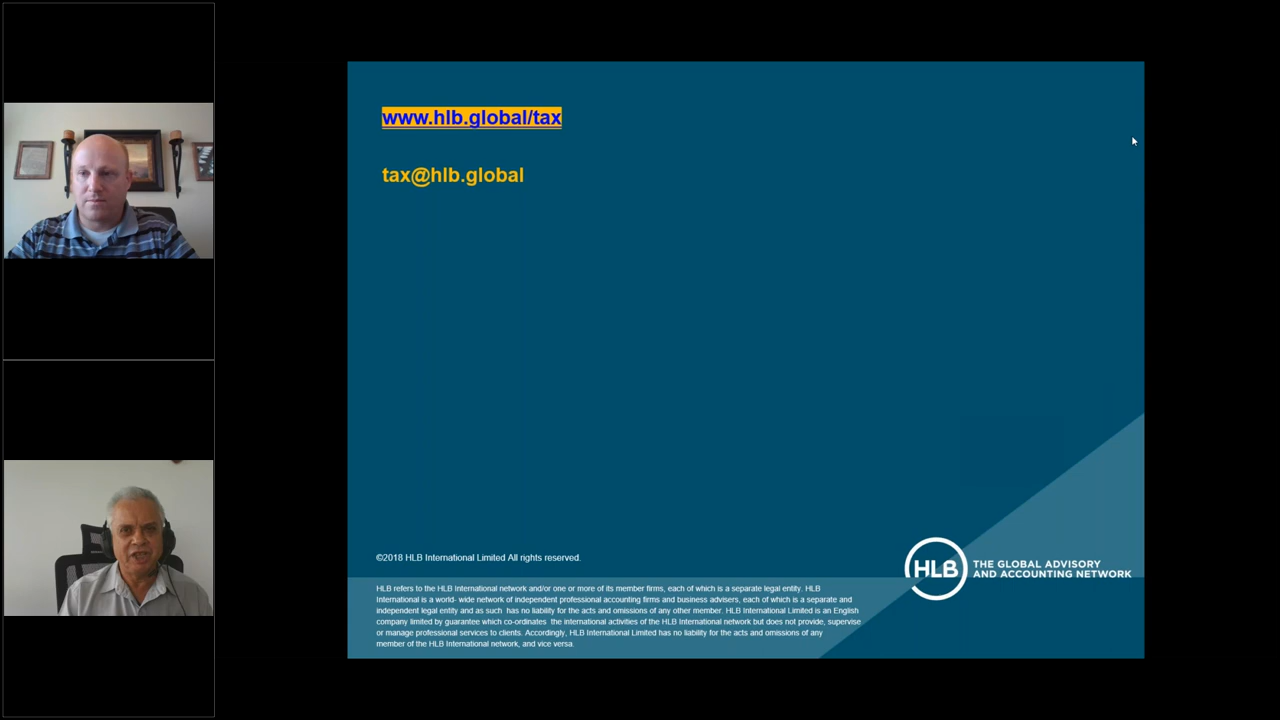 www.hlb.global/tax
tax@hlb.global
©2018 HLB International Limited All rights reserved.
HLB refers to the HLB International network and/or one or more of its member firms, each of which is a separate legal entity. HLB
International is a world- wide network of independent professional accounting firms and business advisers, each of which is a separate and
independent legal entity and as such has no liability for the acts and omissions of any other member. HLB International Limited is an English
company limited by guarantee which co-ordinates the international activities of the HLB International network but does not provide, supervise
or manage professional services to clients. Accordingly, HLB International Limited has no liability for the acts and omissions of any
member of the HLB International network, and vice versa.
HLB
THE GLOBAL ADVISORY
AND ACCOUNTING NETWORK